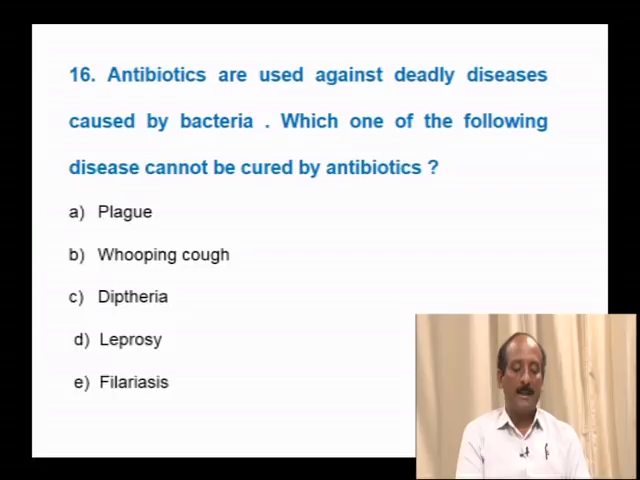 16. Antibiotics are used against deadly diseases
caused by bacteria . Which one of the following
disease cannot be cured by antibiotics ?
a) Plague
b) Whooping cough
c) Diptheria
d) Leprosy
e) Filariasis